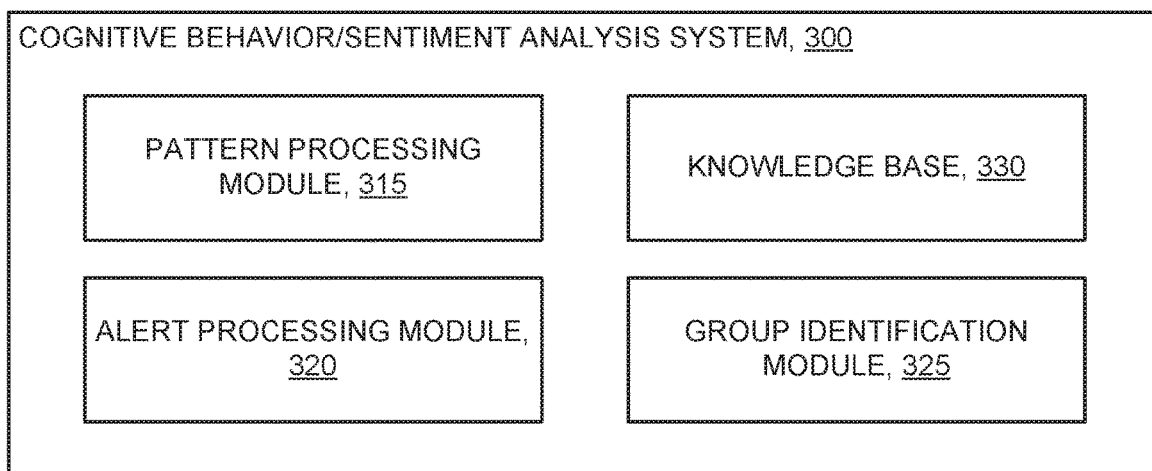 COGNITIVE BEHAVIOR/SENTIMENT ANALYSIS SYSTEM, 300
PATTERN PROCESSING
MODULE, 315
KNOWLEDGE BASE, 330
ALERT PROCESSING MODULE,
320
GROUP IDENTIFICATION
MODULE, 325